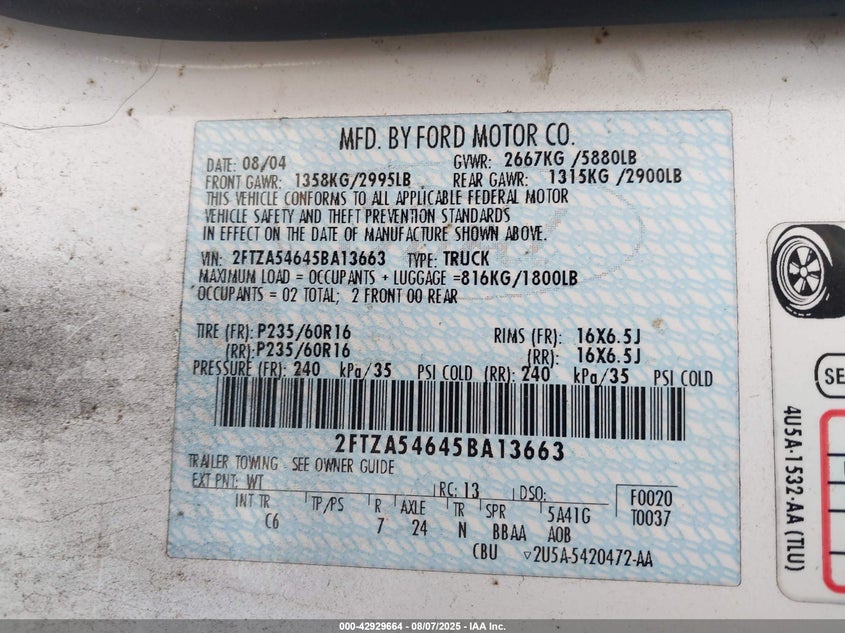 MFD. BY FORD MOTOR CO.
DATE: 08/04 GVWR: 2667KG /5880LB
FRONT GAWR: 1358KG/2995LB REAR GAWR: 1315KG /2900LB
THIS VEHICLE CONFORMS TO ALL APPLICABLE FEDERAL MOTOR
VEHICLE SAFETY AND THEFT PREVENTION STANDARDS
IN EFFECT ON THE DATE OF MANUFACTURE SHOWN ABOVE.
VIN: 2FTZA54645BA13663 TYPE: TRUCK
MAXIMUM LOAD = OCCUPANTS + LUGGAGE =816KG/1800LB
OCCUPANTS : 02 TOTAL; 2 FRONT 00 REAR
TIRE (FR): P235/60R16 RIMS (FR): 16X6.5J
(RR): P235/60R16 (RR): 16X6.5J
PRESSURE (FR): 240 kPa/35 PSI COLD (RR): 240 kPa/35 PSI COLD
2FTZA54645BA13663
TRAILER TOWING - SEE OWNER GUIDE
EXT PNT: WT RC: 13 DSO: F0020
INT TR TP/PS R AXLE TR SPR 5A41G T0037
C6 7 24 N BBAA AOB
CBU ▽2U5A-5420472-AA
SE
4U5A-1532-AA (TLU)
000-42929664 - 08/07/2025 - IAA Inc.